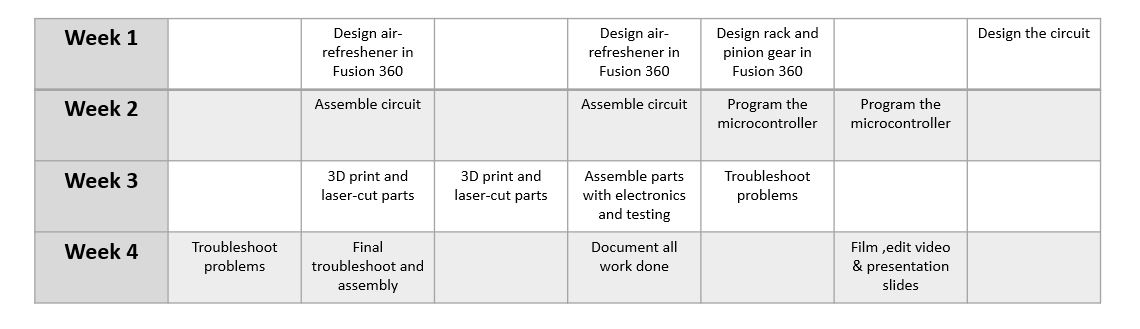 Week 1
Design air-
refreshener in
Fusion 360
Design air-
refreshener in
Fusion 360
Design rack and
pinion gear in
Fusion 360
Design the circuit
Week 2
Assemble circuit
Assemble circuit
Program the
microcontroller
Program the
microcontroller
Week 3
3D print and
laser-cut parts
3D print and
laser-cut parts
Assemble parts
with electronics
and testing
Troubleshoot
problems
Week 4
Troubleshoot
problems
Final
troubleshoot and
assembly
Document all
work done
Film ,edit video
& presentation
slides